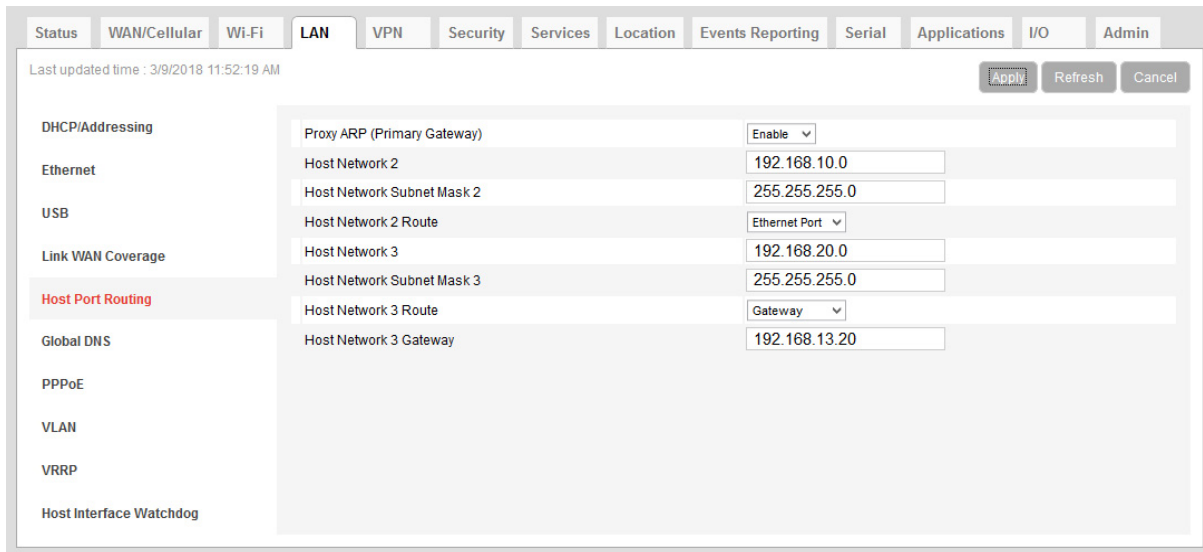 Status WAN/Cellular Wi-Fi LAN VPN Security Services Location Events Reporting Serial Applications I/O Admin
Last updated time : 3/9/2018 11:52:19 AM
Apply Refresh Cancel
DHCP/Addressing
Ethernet
USB
Link WAN Coverage
Host Port Routing
Global DNS
PPPoE
VLAN
VRRP
Host Interface Watchdog
Proxy ARP (Primary Gateway) Enable
Host Network 2 192.168.10.0
Host Network Subnet Mask 2 255.255.255.0
Host Network 2 Route Ethernet Port
Host Network 3 192.168.20.0
Host Network Subnet Mask 3 255.255.255.0
Host Network 3 Route Gateway
Host Network 3 Gateway 192.168.13.20